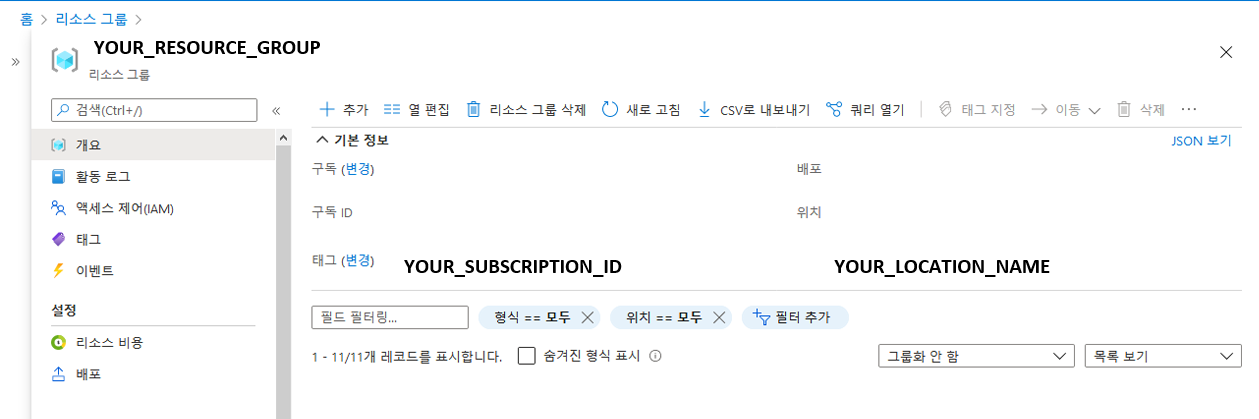 홈 > 리소스 그룹 >
YOUR_RESOURCE_GROUP
리소스 그룹
검색(Ctrl+/)
추가 열 편집 리소스 그룹 삭제 새로 고침 CSV로 내보내기 쿼리 열기 태그 지정 이동 삭제 ...
개요
활동 로그
액세스 제어(IAM)
태그
이벤트
설정
리소스 비용
배포
기본 정보 JSON 보기
구독 (변경) 배포
구독 ID 위치
태그 (변경) YOUR_SUBSCRIPTION_ID YOUR_LOCATION_NAME
필드 필터링... 형식 == 모두 위치 == 모두 필터 추가
1 - 11/11개 레코드를 표시합니다. 숨겨진 형식 표시 그룹화 안 함 목록 보기